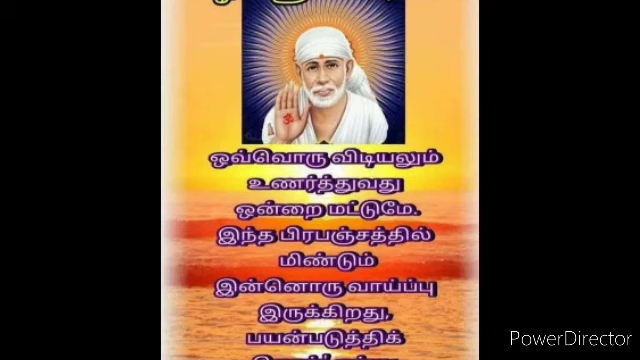 ஒவ்வொரு விடியலும்
உணர்த்துவது
ஒன்றை மட்டுமே.
இந்த பிரபஞ்சத்தில்
மிண்டும்
இன்னொரு வாய்ப்பு
இருக்கிறது,
பயன்படுத்திக்
PowerDirector